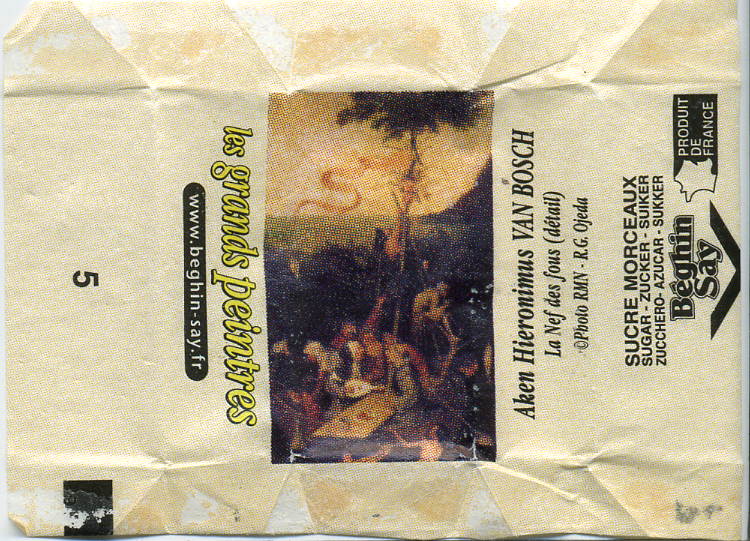 les grands peintres
www.beghin-say.fr
5
Aken Hieronimus VAN BOSCH
La Nef des fous (détail)
©Photo RMN - R.G. Ojeda
SUCRE MORCEAUX
SUGAR - ZUCKER - SUIKER
ZUCCHERO - AZUCAR - SUKKER
Béghin
Say
PRODUIT
DE
FRANCE